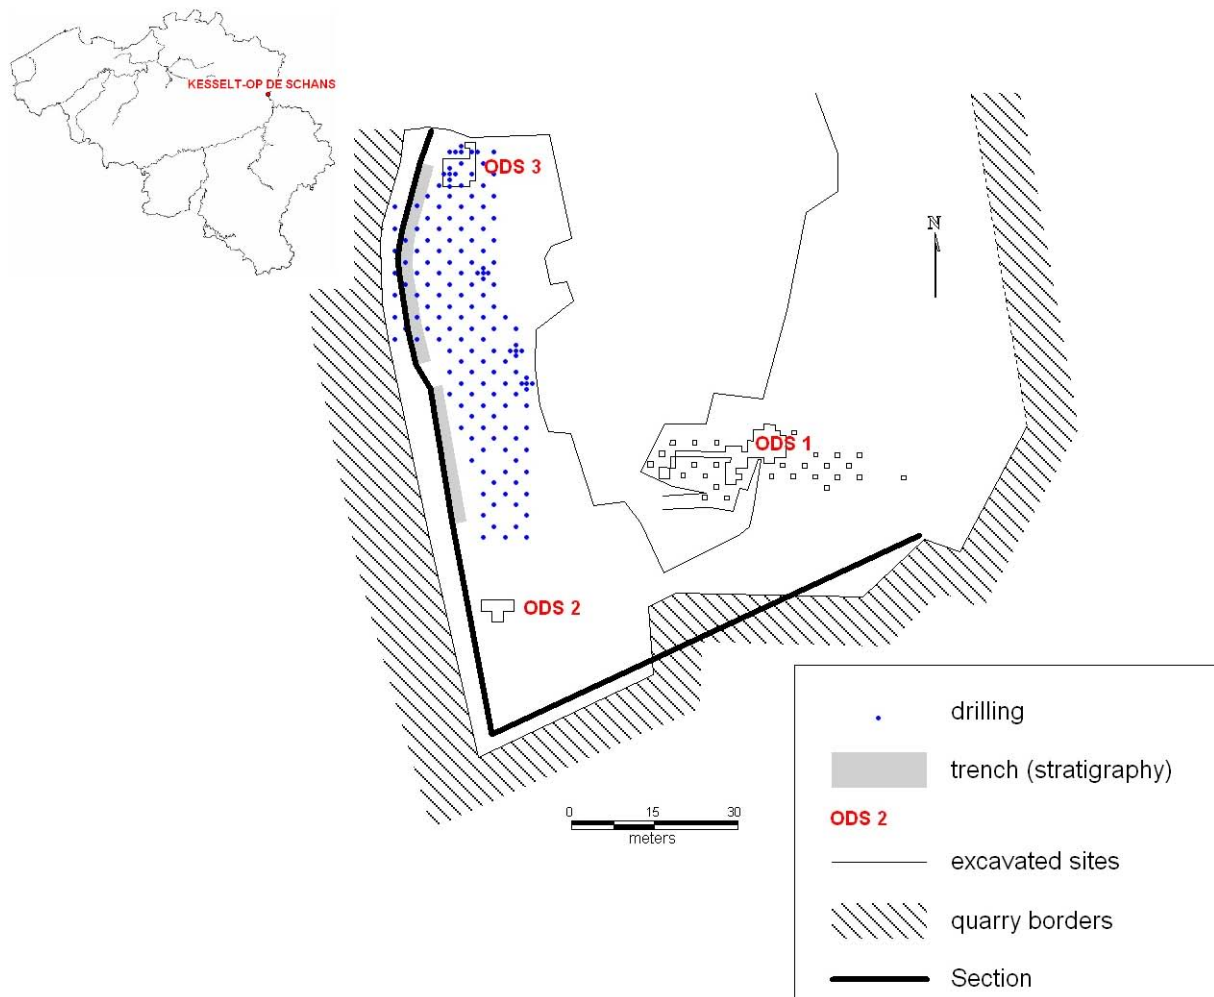 KESSELT-OP DE SCHANS
ODS 3
N
ODS 1
ODS 2
0 15 30
meters
drilling
trench (stratigraphy)
ODS 2
excavated sites
quarry borders
Section